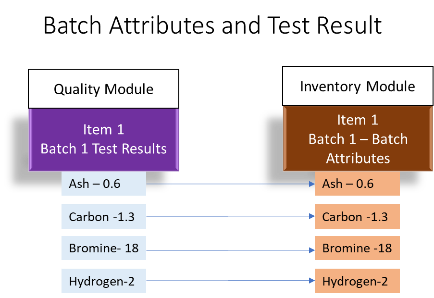 Batch Attributes and Test Result
Quality Module
Inventory Module
Item 1
Batch 1 Test Results
Item 1
Batch 1 – Batch
Attributes
Ash – 0.6
Ash – 0.6
Carbon -1.3
Carbon -1.3
Bromine- 18
Bromine -18
Hydrogen-2
Hydrogen-2